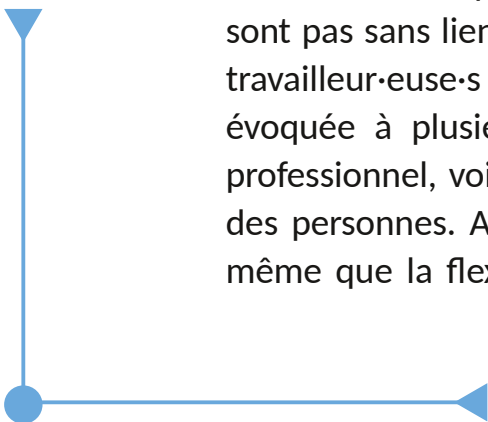 sont pas sans lien
travailleur·euse·s
évoquée à plusie
professionnel, voi
des personnes. A
même que la flex